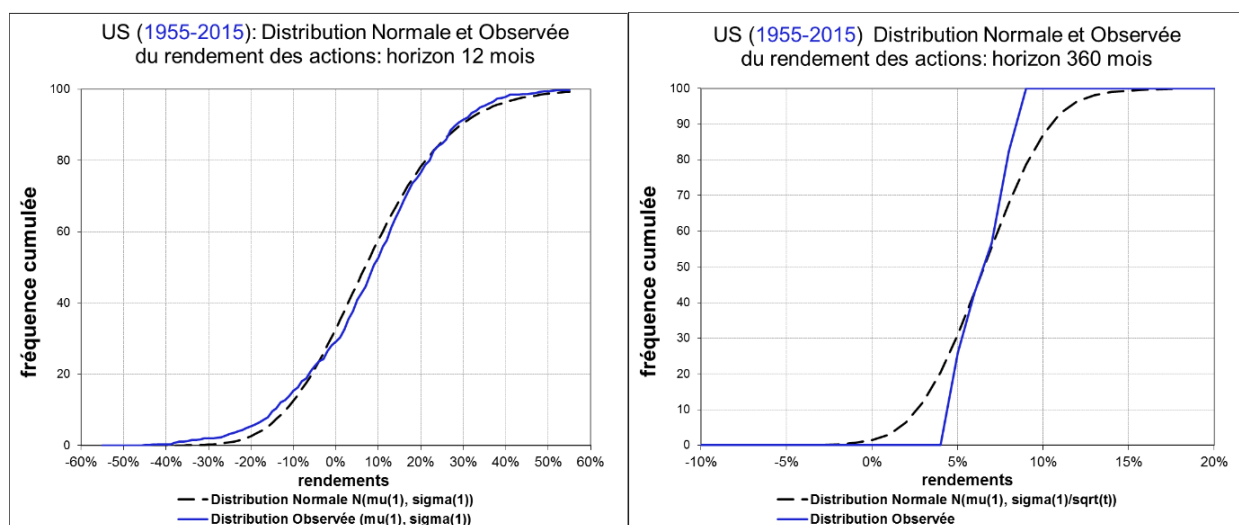 US (1955-2015): Distribution Normale et Observée
du rendement des actions: horizon 12 mois
fréquence cumulée
100
80
60
40
20
0
-60% -50% -40% -30% -20% -10% 0% 10% 20% 30% 40% 50% 60%
rendements
Distribution Normale N(mu(1), sigma(1))
Distribution Observée (mu(1), sigma(1))
US (1955-2015) Distribution Normale et Observée
du rendement des actions: horizon 360 mois
fréquence cumulée
100
90
80
70
60
50
40
30
20
10
0
-10% -5% 0% 5% 10% 15% 20%
rendements
Distribution Normale N(mu(1), sigma(1)/sqrt(t))
Distribution Observée